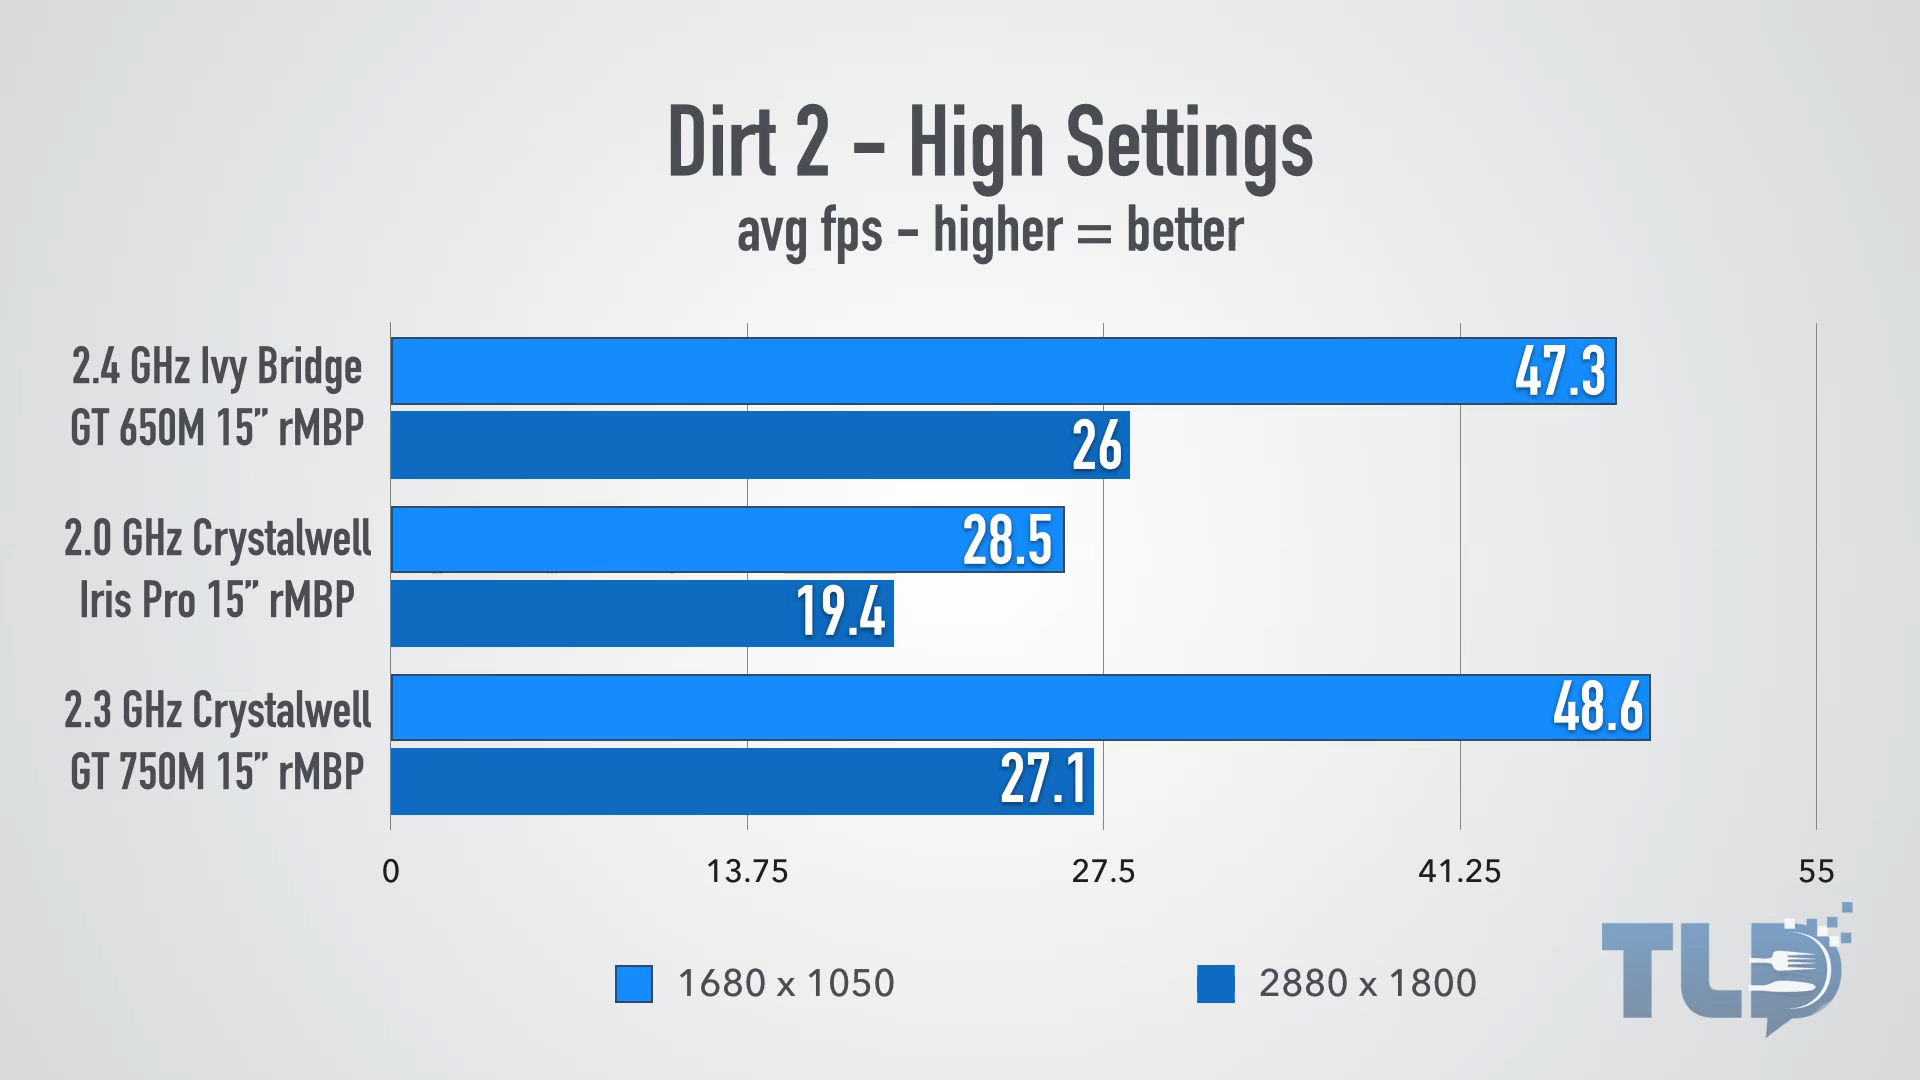 Dirt 2 - High Settings
avg fps - higher = better
2.4 GHz Ivy Bridge
GT 650M 15” rMBP
47.3
26
2.0 GHz Crystalwell
Iris Pro 15” rMBP
28.5
19.4
2.3 GHz Crystalwell
GT 750M 15” rMBP
48.6
27.1
0 13.75 27.5 41.25 55
1680 x 1050 2880 x 1800
TLD